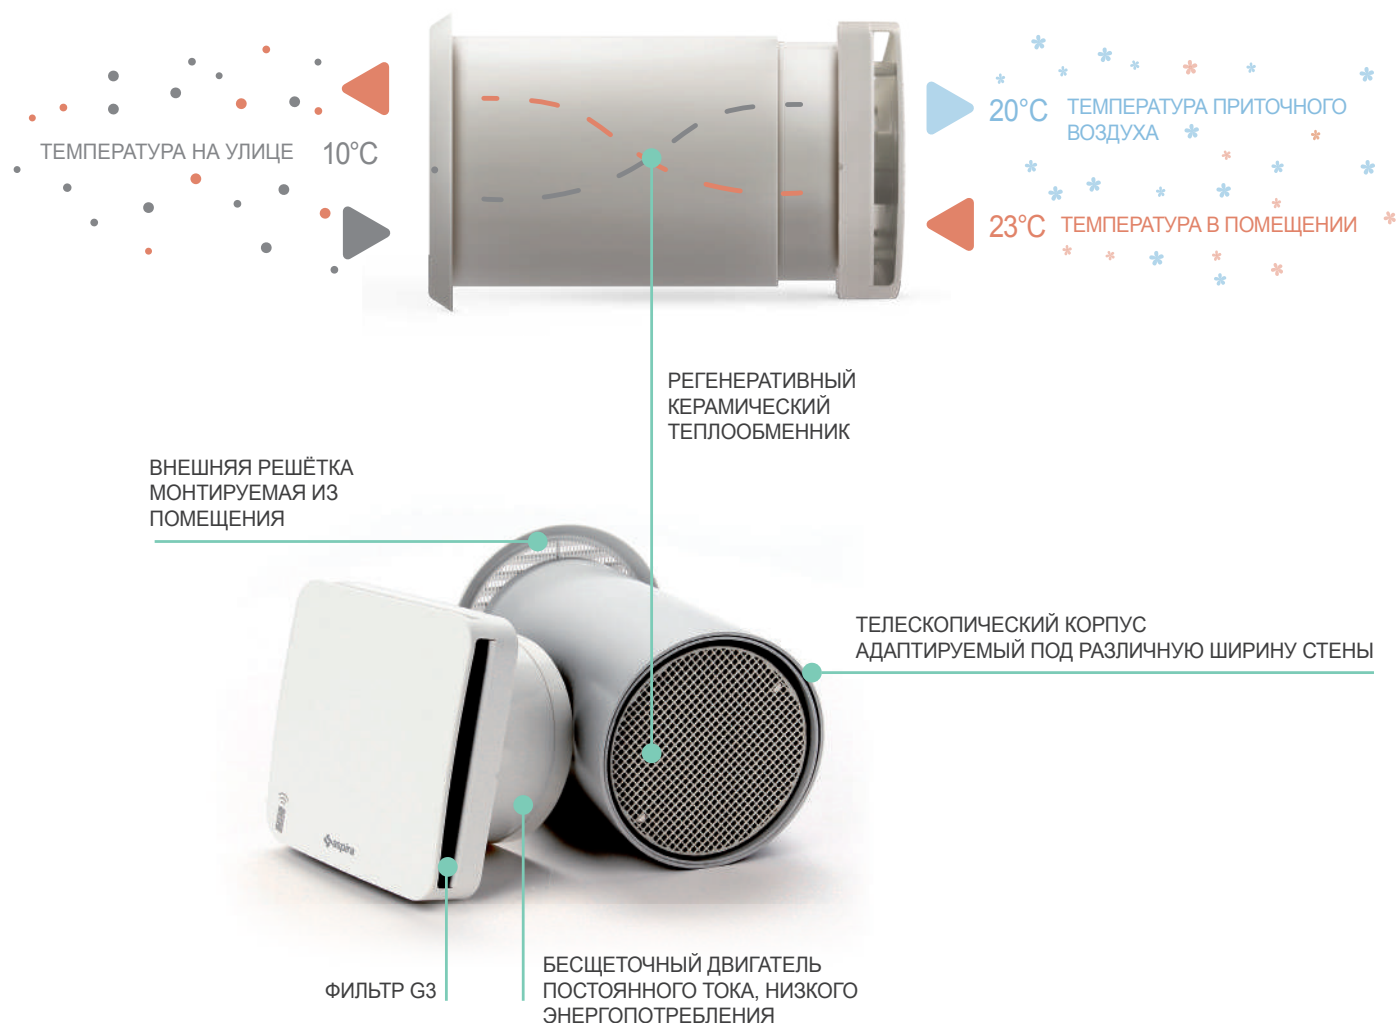 20°C
ТЕМПЕРАТУРА ПРИТОЧНОГО
ВОЗДУХА
ТЕМПЕРАТУРА НА УЛИЦЕ 10°C
23°C ТЕМПЕРАТУРА В ПОМЕЩЕНИИ
РЕГЕНЕРАТИВНЫЙ
КЕРАМИЧЕСКИЙ
ТЕПЛООБМЕННИК
ВНЕШНЯЯ РЕШЁТКА
МОНТИРУЕМАЯ ИЗ
ПОМЕЩЕНИЯ
ТЕЛЕСКОПИЧЕСКИЙ КОРПУС
АДАПТИРУЕМЫЙ ПОД РАЗЛИЧНУЮ ШИРИНУ СТЕНЫ
aspira
ФИЛЬТР G3
БЕСЩЕТОЧНЫЙ ДВИГАТЕЛЬ
ПОСТОЯННОГО ТОКА, НИЗКОГО
ЭНЕРГОПОТРЕБЛЕНИЯ